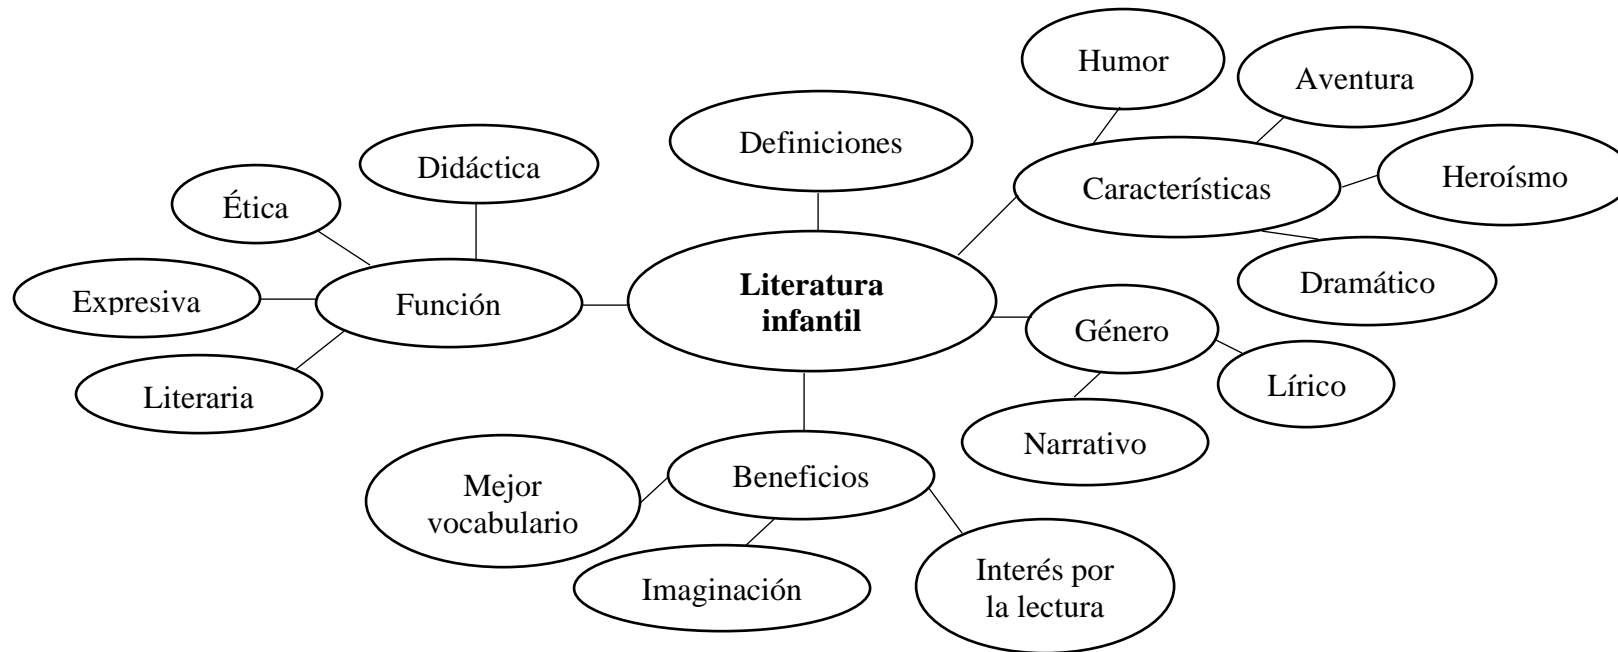 Humor
Aventura
Definiciones
Didáctica
Heroísmo
Característícas
Ética
Dramático
Expresiva
Función
Literatura
infantil
Género
Literaria
Lírico
Narrativo
Mejor
vocabulario
Beneficios
Imaginación
Interés por
la lectura